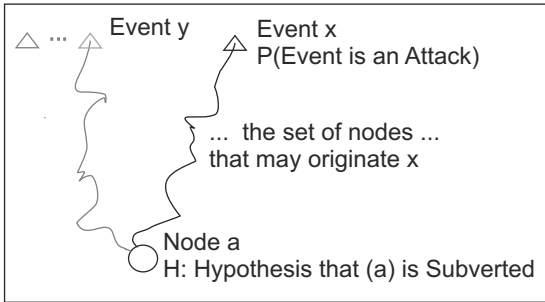 ... Event y
Event x
P(Event is an Attack)
... the set of nodes ...
that may originate x
Node a
H: Hypothesis that (a) is Subverted